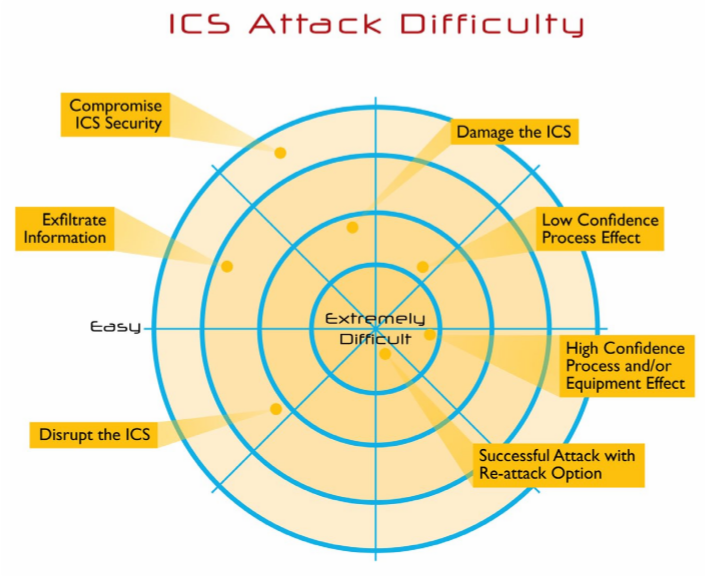 ICS Attack Difficulty
Compromise
ICS Security
Damage the ICS
Exfiltrate
Information
Low Confidence
Process Effect
Easy
Extremely
Difficult
High Confidence
Process and/or
Equipment Effect
Disrupt the ICS
Successful Attack with
Re-attack Option